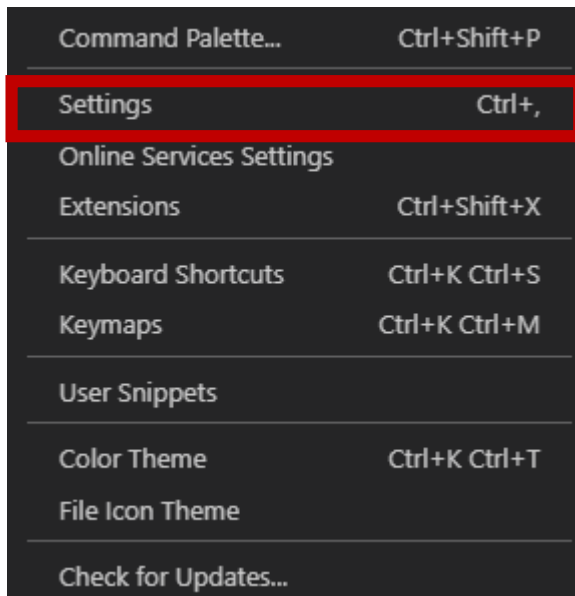 Command Palette... Ctrl+Shift+P
Settings Ctrl+,
Online Services Settings
Extensions Ctrl+Shift+X
Keyboard Shortcuts Ctrl+K Ctrl+S
Keymaps Ctrl+K Ctrl+M
User Snippets
Color Theme Ctrl+K Ctrl+T
File Icon Theme
Check for Updates...